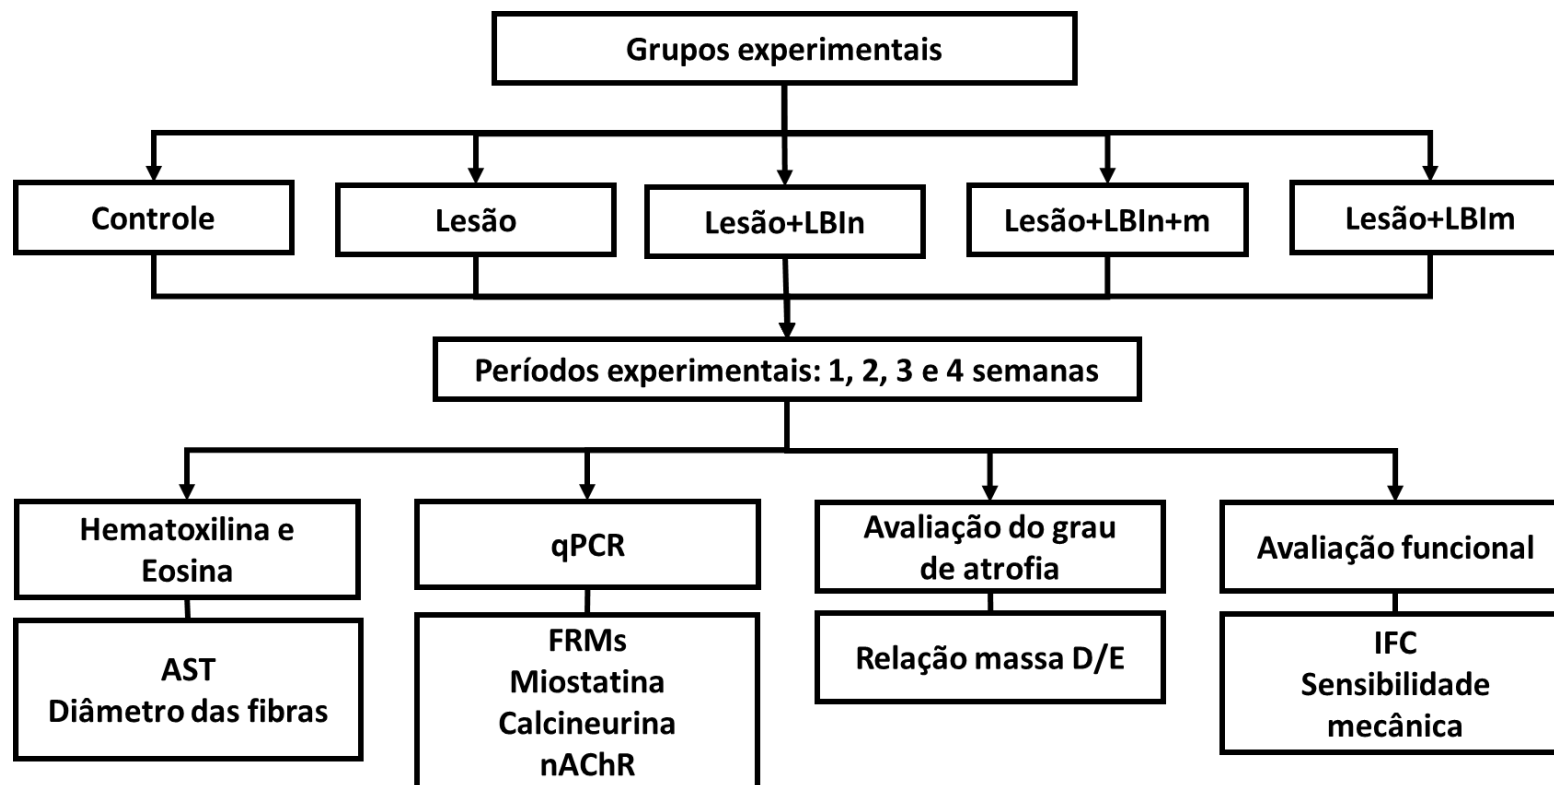 Grupos experimentais
Controle
Lesão
Lesão+LBIn
Lesão+LBIn+m
Lesão+LBIm
Períodos experimentais: 1, 2, 3 e 4 semanas
Hematoxilina e
Eosina
qPCR
Avaliação do grau
de atrofia
Avaliação funcional
AST
Diâmetro das fibras
FRMs
Miostatina
Calcineurina
nAChR
Relação massa D/E
IFC
Sensibilidade
mecânica